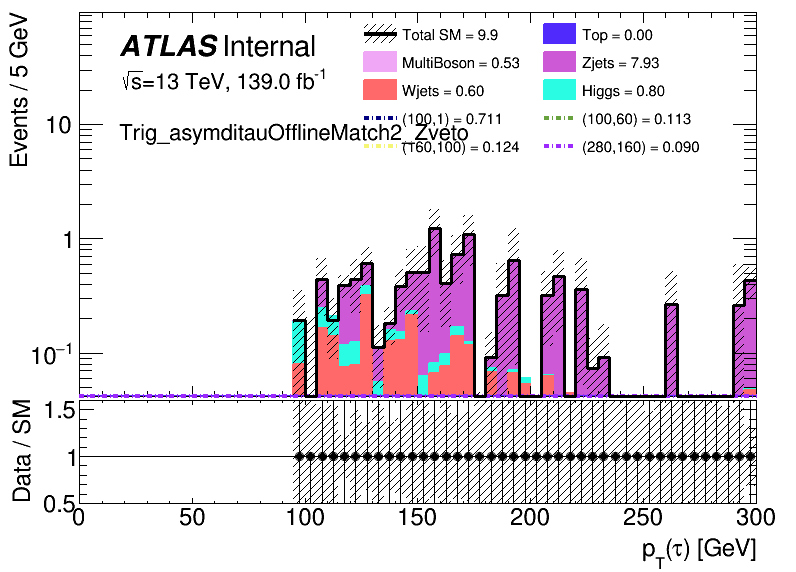 ATLAS Internal
√s=13 TeV, 139.0 fb⁻¹
Trig_asymditauOfflineMatch2_Zveto
Total SM = 9.9
Top = 0.00
MultiBoson = 0.53
Zjets = 7.93
Wjets = 0.60
Higgs = 0.80
(100,1) = 0.711
(100,60) = 0.113
(160,100) = 0.124
(280,160) = 0.090
Events / 5 GeV
10
1
10⁻¹
Data / SM
1.5
1
0.5
0 50 100 150 200 250 300
p_T(τ) [GeV]